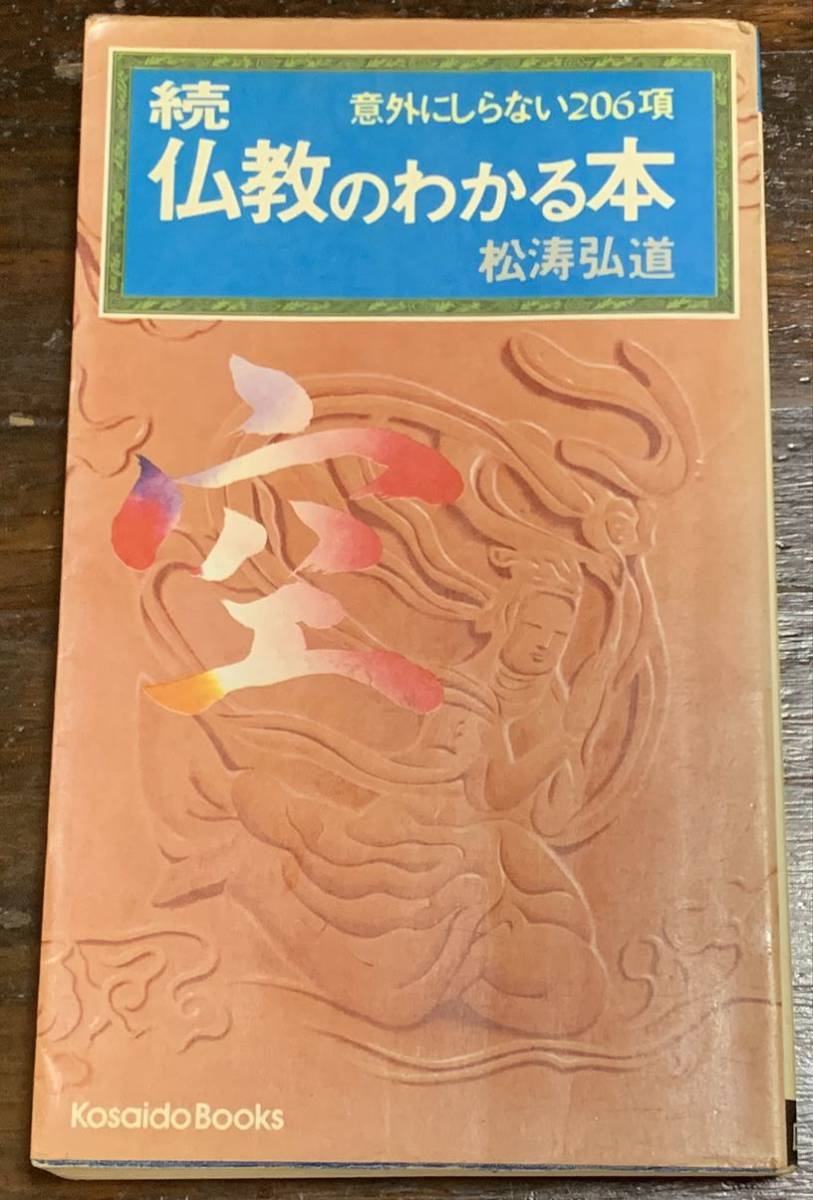 続
意外にしらない206項
仏教のわかる本
松涛弘道
空
Kosaido Books